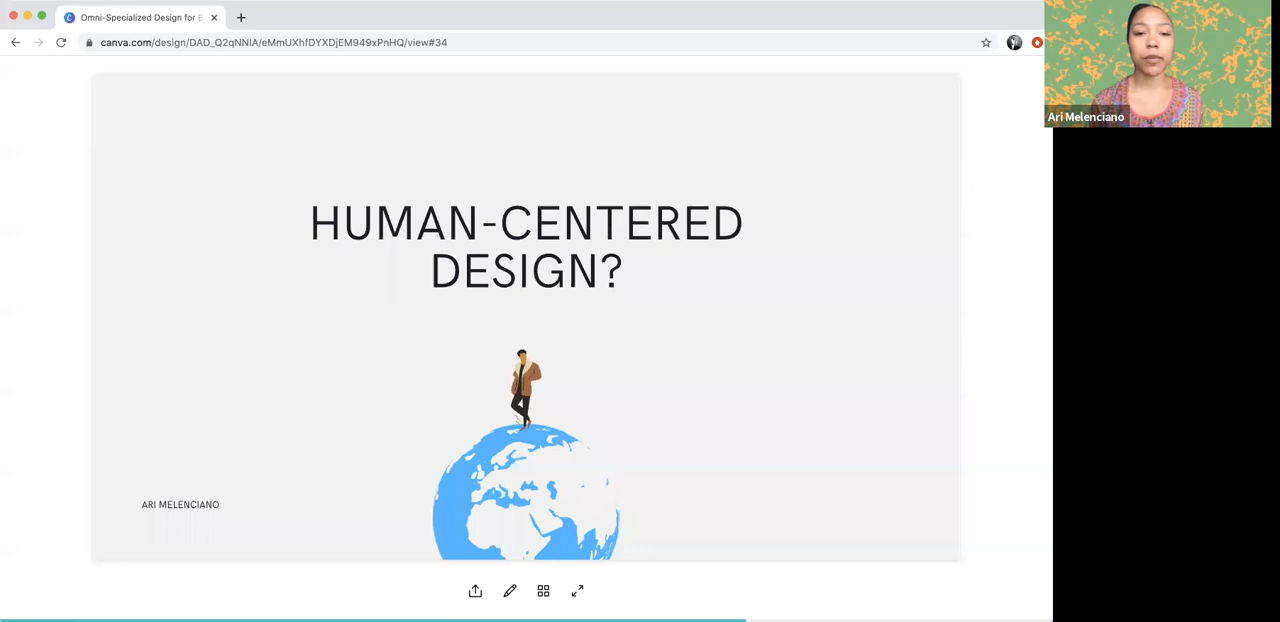 Omni-Specialized Design for B
canva.com/design/DAD_Q2qNNIA/eMmUXhfDYXDjEM949xPnHQ/view#34
Ari Melenciano
HUMAN-CENTERED
DESIGN?
ARI MELENCIANO